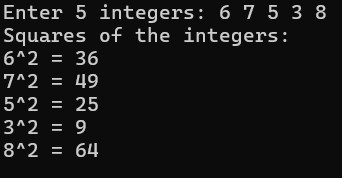 Enter 5 integers: 6 7 5 3 8
Squares of the integers:
6^2 = 36
7^2 = 49
5^2 = 25
3^2 = 9
8^2 = 64